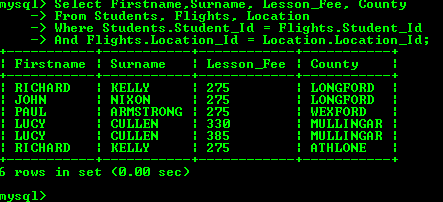 mysql> Select Firstname,Surname, Lesson_Fee, County
    -> From Students, Flights, Location
    -> Where Students.Student_Id = Flights.Student_Id
    -> And Flights.Location_Id = Location.Location_Id;
+-----------+-----------+------------+-----------+
| Firstname | Surname | Lesson_Fee | County |
+-----------+-----------+------------+-----------+
| RICHARD | KELLY | 275 | LONGFORD |
| JOHN | NIXON | 275 | LONGFORD |
| PAUL | ARMSTRONG | 275 | WEXFORD |
| LUCY | CULLEN | 330 | MULLINGAR |
| LUCY | CULLEN | 385 | MULLINGAR |
| RICHARD | KELLY | 275 | ATHLONE |
+-----------+-----------+------------+-----------+
6 rows in set (0.00 sec)
mysql>